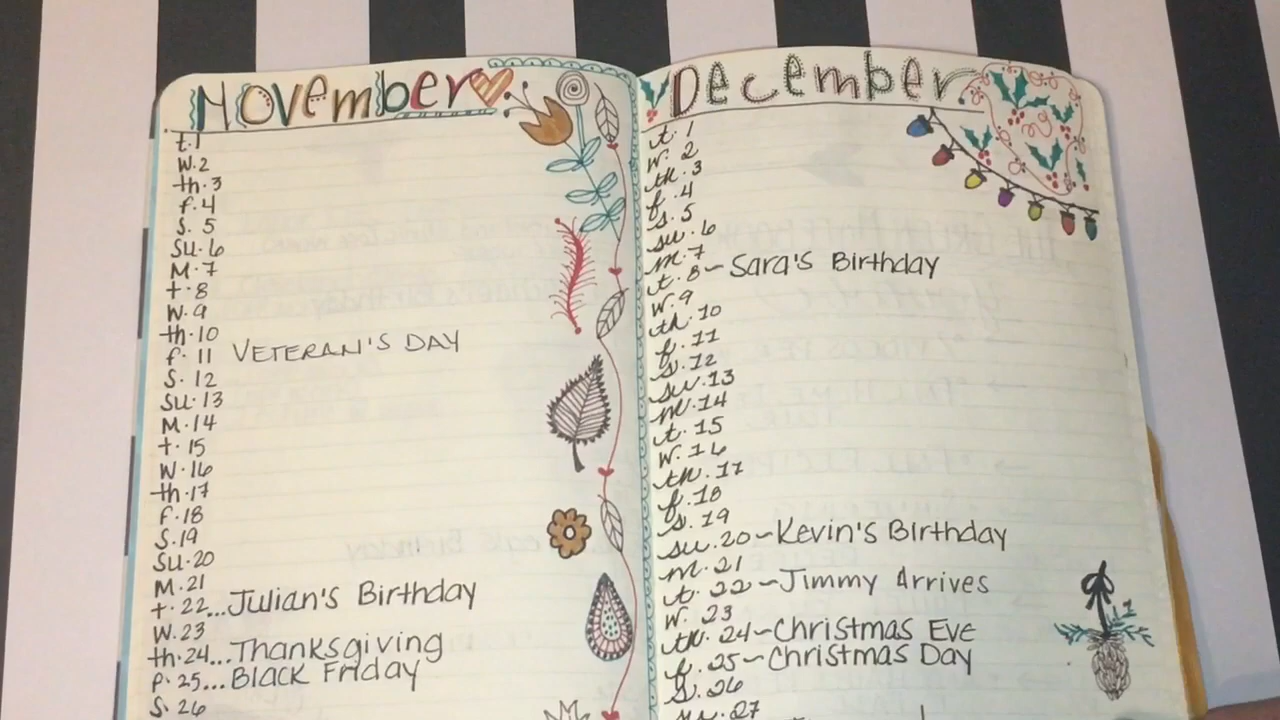 November
t.1
W.2
th.3
f.4
S.5
Su.6
M.7
t.8
W.9
th.10
f.11 VETERAN'S DAY
S.12
Su.13
M.14
t.15
W.16
th.17
f.18
S.19
Su.20
M.21
t.22...Julian's Birthday
W.23
th.24...Thanksgiving
F.25...Black Friday
S.26
December
t.1
w.2
th.3
f.4
s.5
su.6
m.7
t.8~Sara's Birthday
w.9
th.10
f.11
s.12
su.13
m.14
t.15
w.16
th.17
f.18
s.19
su.20~Kevin's Birthday
m.21
t.22~Jimmy Arrives
w.23
th.24~Christmas Eve
f.25~Christmas Day
s.26
su.27